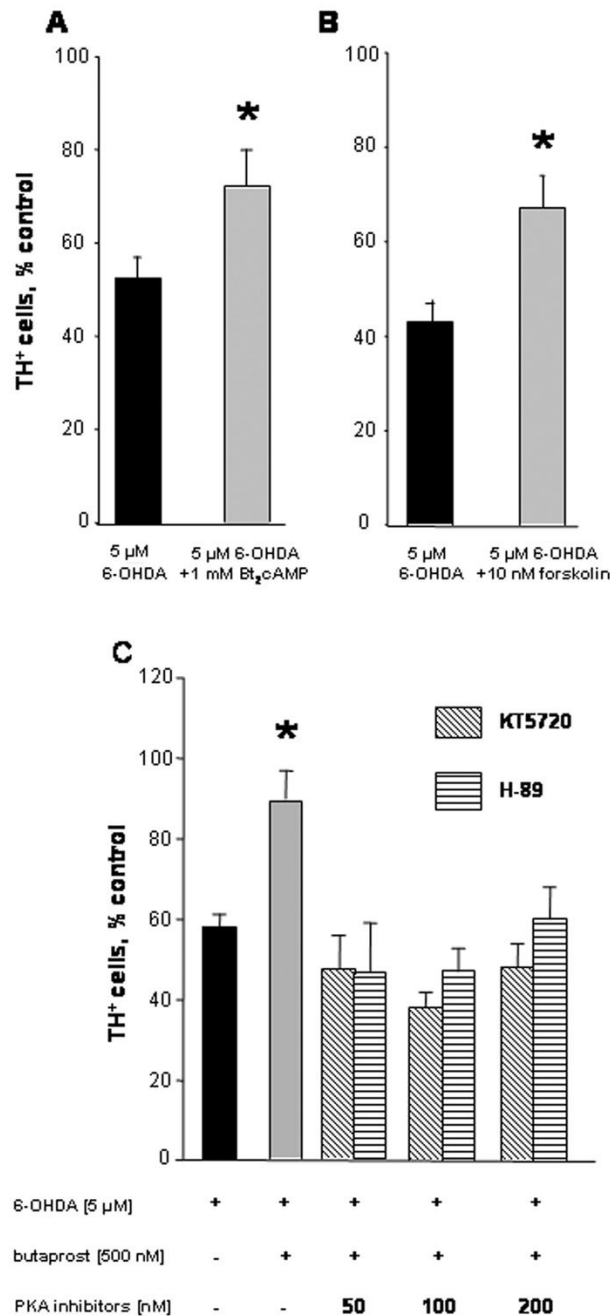 A
100
80
60
40
20
0
TH⁺ cells, % control
*
5 µM
6-OHDA
5 µM 6-OHDA
+1 mM Bt₂cAMP
B
100
80
60
40
20
0
*
5 µM
6-OHDA
5 µM 6-OHDA
+10 nM forskolin
C
120
100
80
60
40
20
0
TH⁺ cells, % control
*
KT5720
H-89
6-OHDA [5 µM] + + + + +
butaprost [500 nM] - + + + +
PKA inhibitors [nM] - - 50 100 200